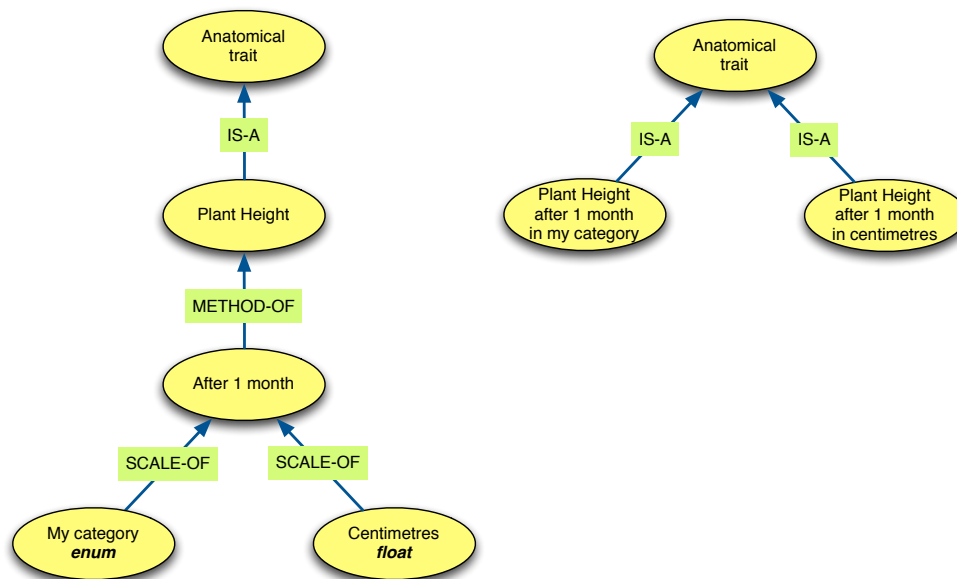 Anatomical
trait
IS-A
Plant Height
METHOD-OF
After 1 month
SCALE-OF
SCALE-OF
My category
enum
Centimetres
float
Anatomical
trait
IS-A
IS-A
Plant Height
after 1 month
in my category
Plant Height
after 1 month
in centimetres